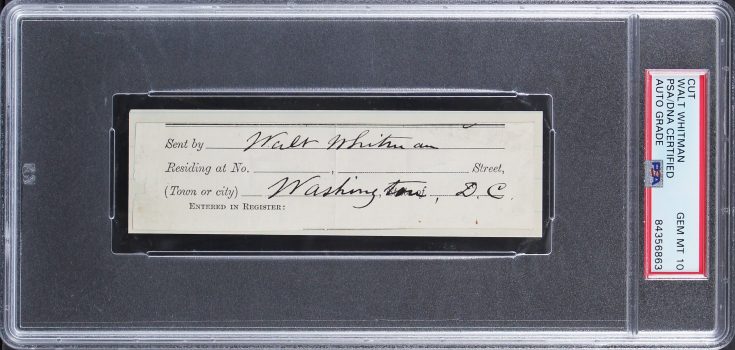 Sent by Walt Whitman
Residing at No. , Street,
(Town or city) Washington, D. C.
ENTERED IN REGISTER:
CUT
WALT WHITMAN
PSA/DNA CERTIFIED
AUTO GRADE
GEM MT 10
84356863
PSA